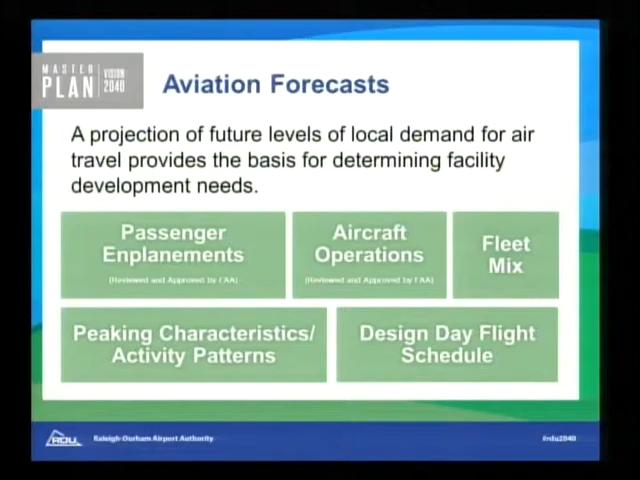 MASTER
PLAN
VISION
2040
Aviation Forecasts
A projection of future levels of local demand for air
travel provides the basis for determining facility
development needs.
Passenger
Enplanements
(Reviewed and Approved by FAA)
Aircraft
Operations
(Reviewed and Approved by FAA)
Fleet
Mix
Peaking Characteristics/
Activity Patterns
Design Day Flight
Schedule
RDU
Raleigh-Durham Airport Authority
#rdu2040